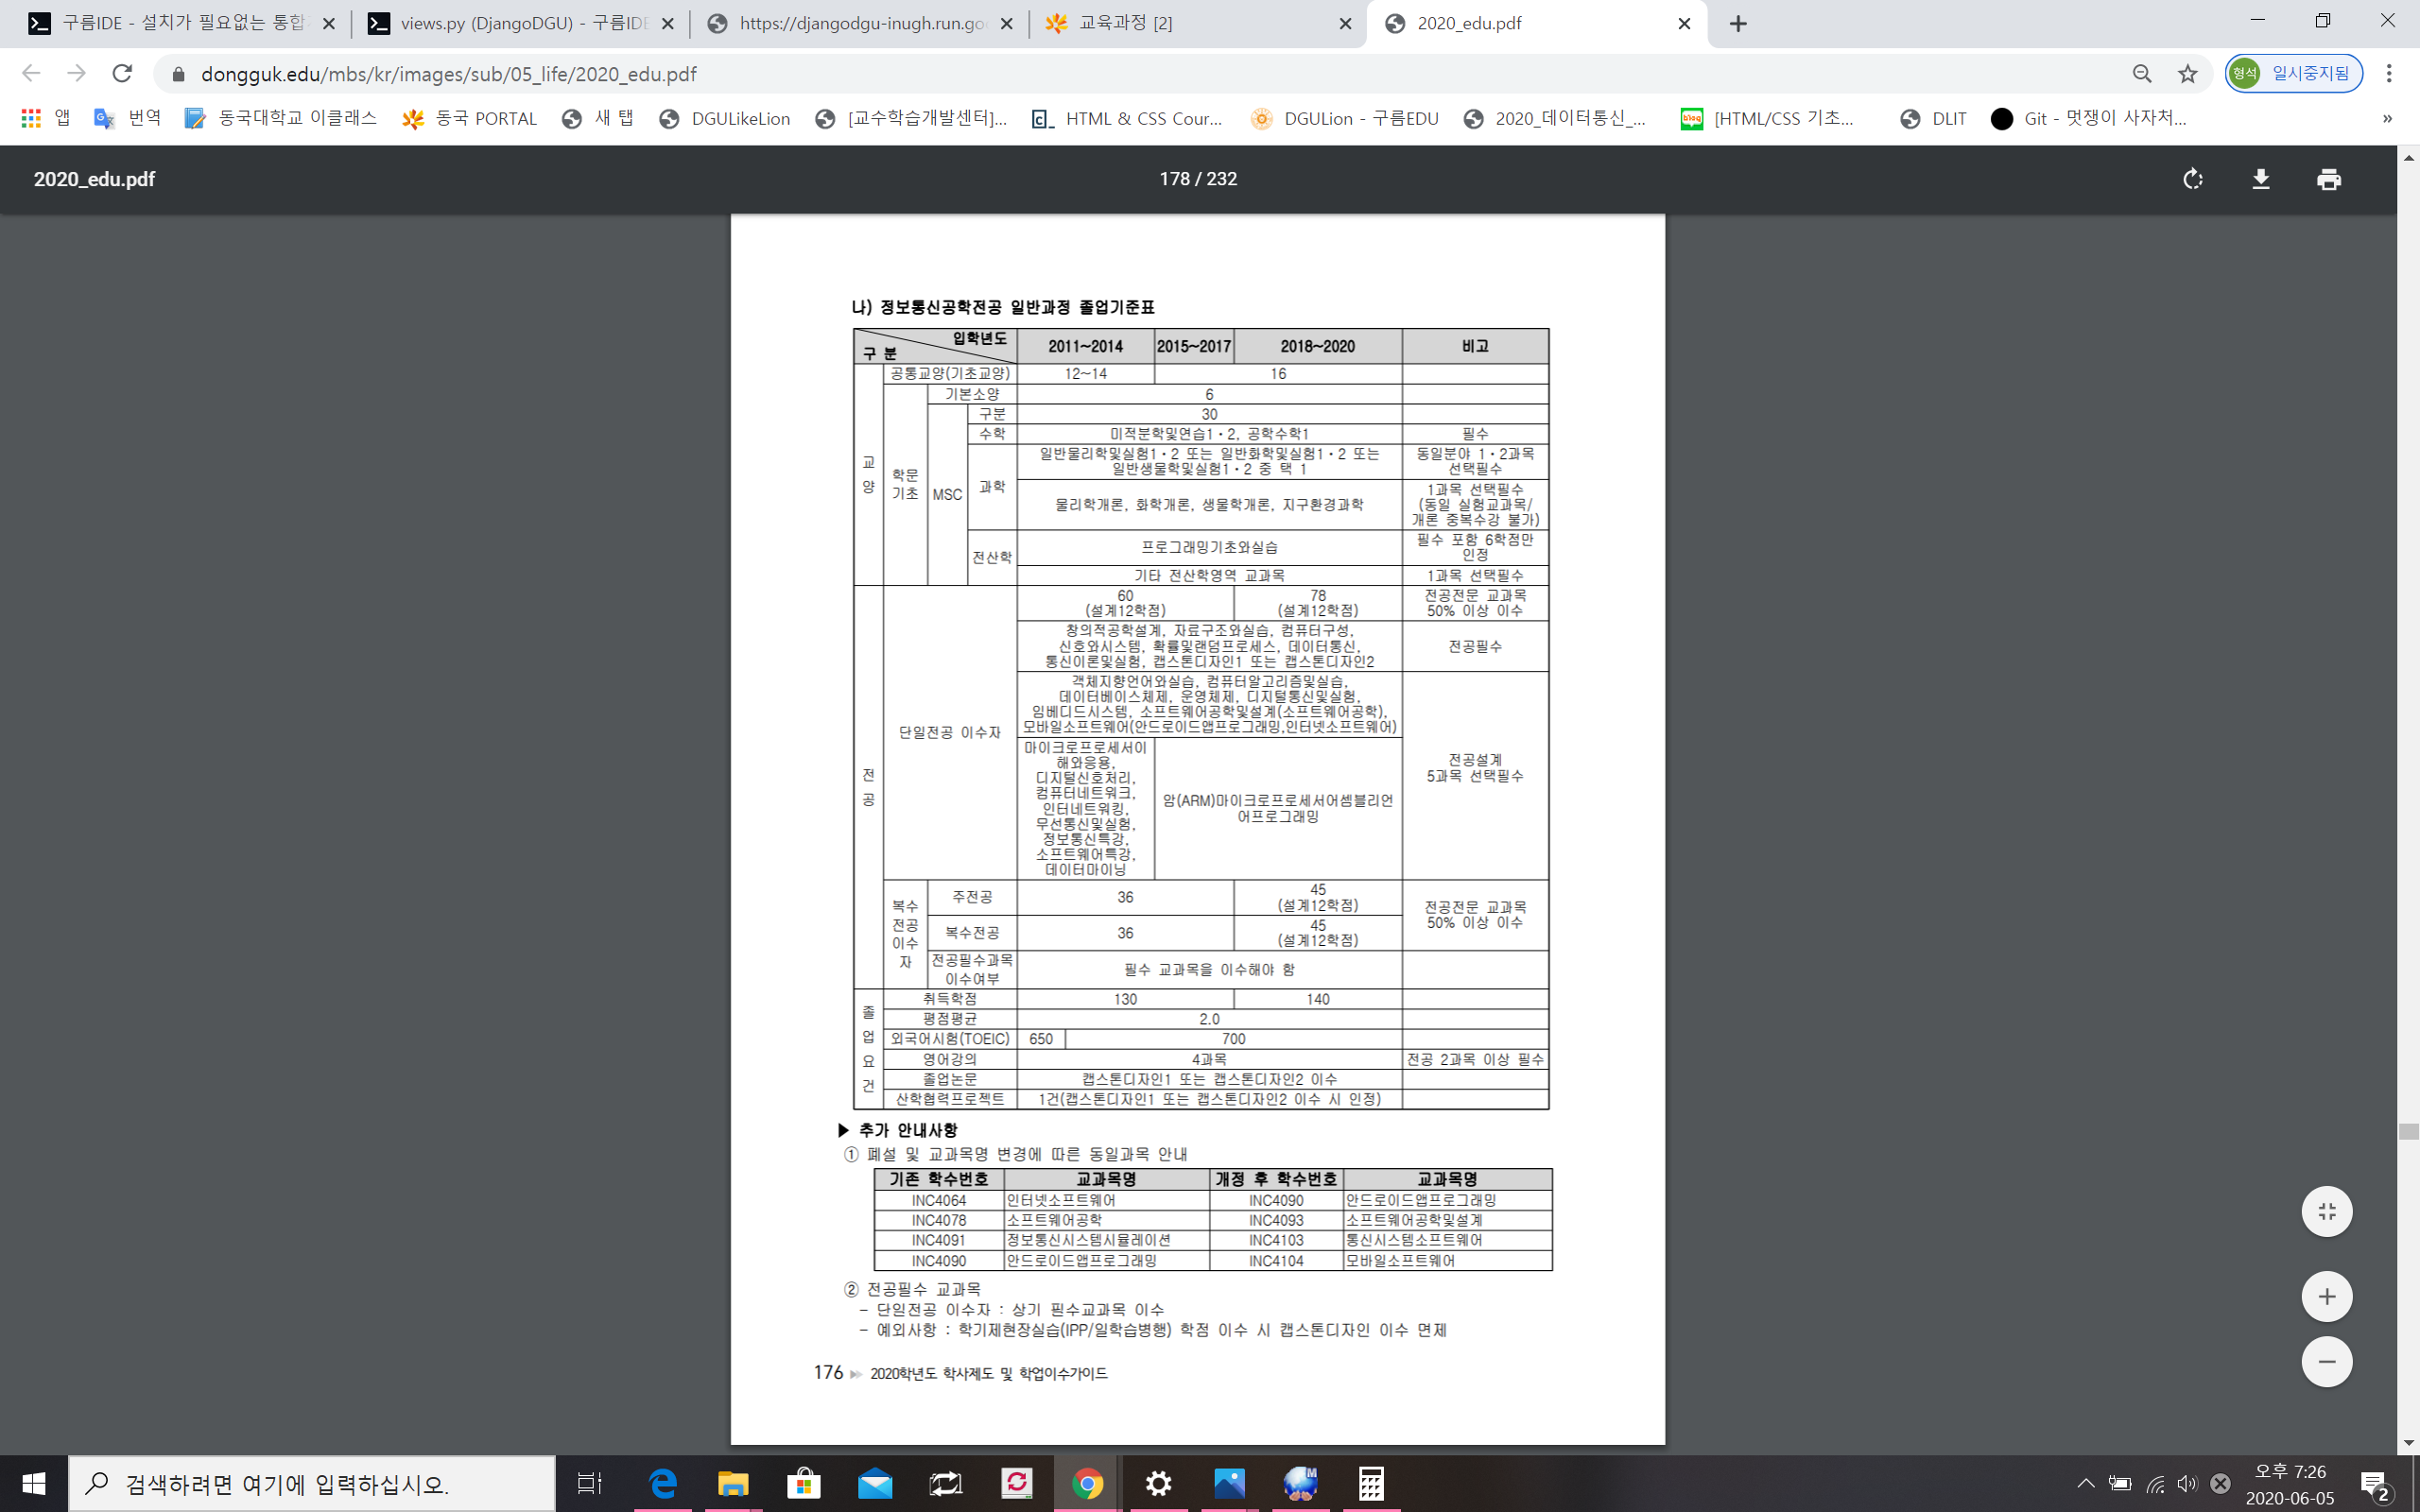 구름IDE - 설치가 필요없는 통합
views.py (DjangoDGU) - 구름IDE
https://djangodgu-inugh.run.goo
교육과정 [2]
2020_edu.pdf
dongguk.edu/mbs/kr/images/sub/05_life/2020_edu.pdf
형석 일시중지됨
앱 번역 동국대학교 이클래스 동국 PORTAL 새 탭 DGULikeLion [교수학습개발센터]... HTML & CSS Cour... DGULion - 구름EDU 2020_데이터통신_... [HTML/CSS 기초... DLIT Git - 멋쟁이 사자처... »
2020_edu.pdf 178 / 232
나) 정보통신공학전공 일반과정 졸업기준표
입학년도
구 분 2011~2014 2015~2017 2018~2020 비고
교양
공통교양(기초교양) 12~14 16
학문기초
기본소양 6
MSC
구분 30
수학 미적분학및연습1·2, 공학수학1 필수
과학
일반물리학및실험1·2 또는 일반화학및실험1·2 또는
일반생물학및실험1·2 중 택 1
동일분야 1·2과목
선택필수
물리학개론, 화학개론, 생물학개론, 지구환경과학
1과목 선택필수
(동일 실험교과목/
개론 중복수강 불가)
전산학
프로그래밍기초와실습
필수 포함 6학점만
인정
기타 전산학영역 교과목 1과목 선택필수
전공
단일전공 이수자
60
(설계12학점)
78
(설계12학점)
전공전문 교과목
50% 이상 이수
창의적공학설계, 자료구조와실습, 컴퓨터구성,
신호와시스템, 확률및랜덤프로세스, 데이터통신,
통신이론및실험, 캡스톤디자인1 또는 캡스톤디자인2
전공필수
객체지향언어와실습, 컴퓨터알고리즘및실습,
데이터베이스체제, 운영체제, 디지털통신및실험,
임베디드시스템, 소프트웨어공학및설계(소프트웨어공학),
모바일소프트웨어(안드로이드앱프로그래밍,인터넷소프트웨어)
마이크로프로세서이
해와응용,
디지털신호처리,
컴퓨터네트워크,
인터네트워킹,
무선통신및실험,
정보통신특강,
소프트웨어특강,
데이터마이닝
암(ARM)마이크로프로세서어셈블리언
어프로그래밍
전공설계
5과목 선택필수
복수
전공
이수
자
주전공 36
45
(설계12학점)
복수전공 36
45
(설계12학점)
전공전문 교과목
50% 이상 이수
전공필수과목
이수여부
필수 교과목을 이수해야 함
졸업요건
취득학점 130 140
평점평균 2.0
외국어시험(TOEIC) 650 700
영어강의 4과목 전공 2과목 이상 필수
졸업논문 캡스톤디자인1 또는 캡스톤디자인2 이수
산학협력프로젝트 1건(캡스톤디자인1 또는 캡스톤디자인2 이수 시 인정)
▶ 추가 안내사항
① 폐설 및 교과목명 변경에 따른 동일과목 안내
기존 학수번호 교과목명 개정 후 학수번호 교과목명
INC4064 인터넷소프트웨어 INC4090 안드로이드앱프로그래밍
INC4078 소프트웨어공학 INC4093 소프트웨어공학및설계
INC4091 정보통신시스템시뮬레이션 INC4103 통신시스템소프트웨어
INC4090 안드로이드앱프로그래밍 INC4104 모바일소프트웨어
② 전공필수 교과목
- 단일전공 이수자 : 상기 필수교과목 이수
- 예외사항 : 학기제현장실습(IPP/일학습병행) 학점 이수 시 캡스톤디자인 이수 면제
176 2020학년도 학사제도 및 학업이수가이드
검색하려면 여기에 입력하십시오.
오후 7:26
2020-06-05
2